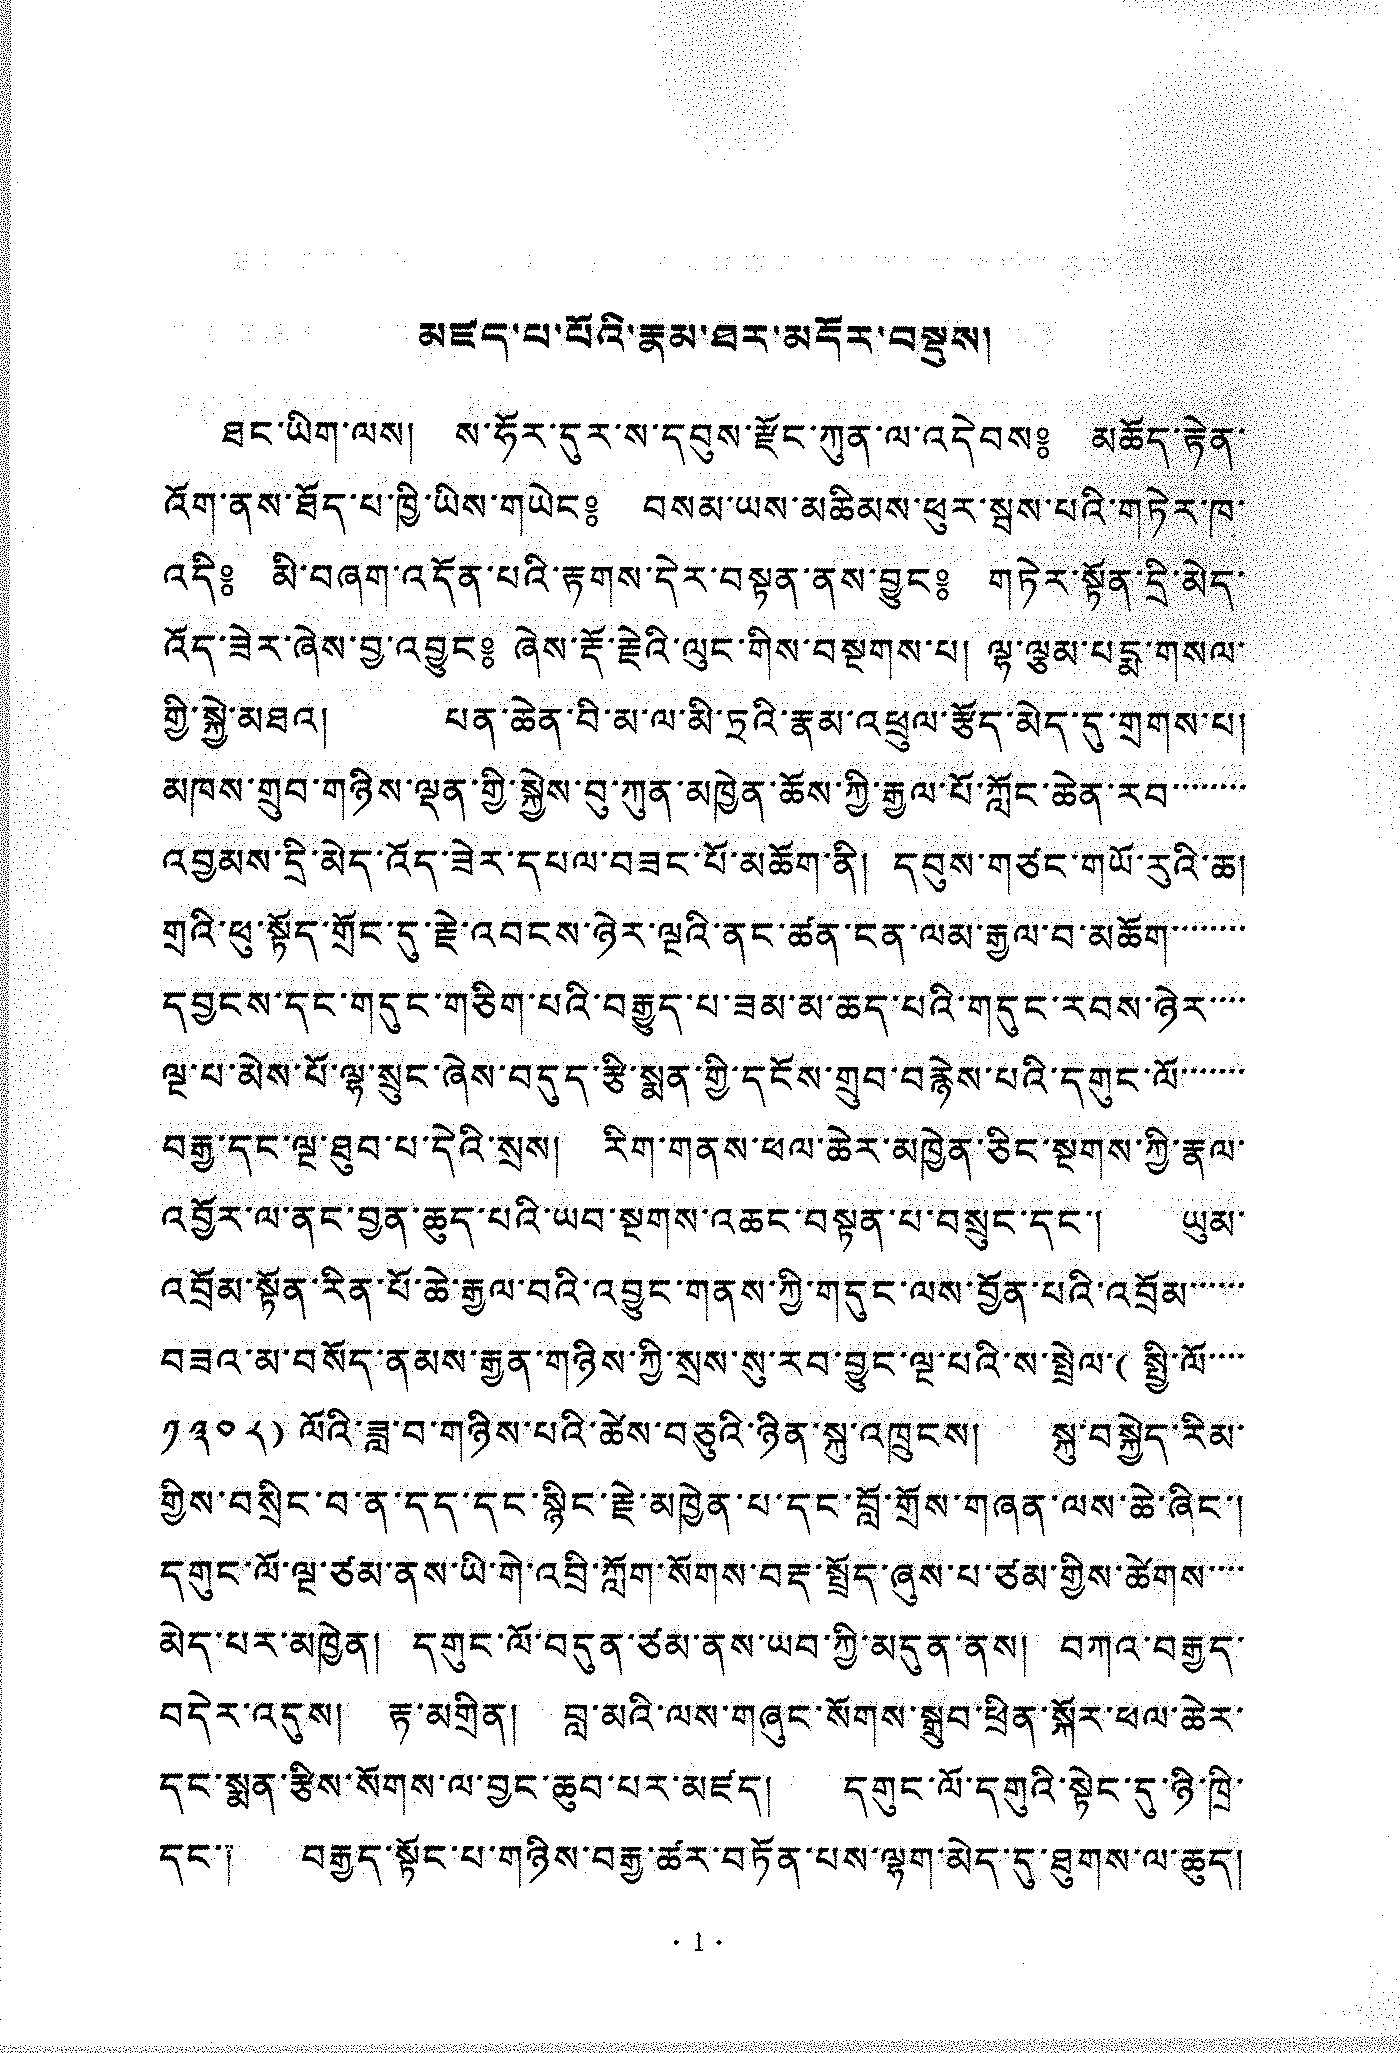 མཛད་པ་པོའི་རྣམ་ཐར་མདོར་བསྡུས།
ཐང་ཡིག་ལས། ས་ཧོར་དུར་ས་དབུས་རྫོང་ཀུན་ལ་འདེབས༔ མཆོད་རྟེན་
འོག་ནས་ཐོད་པ་ཁྱི་ཡིས་གཡེང༔ བསམ་ཡས་མཆིམས་ཕུར་སྦས་པའི་གཏེར་ཁ་
འདི༔ མི་བཞག་འདོན་པའི་རྟགས་དེར་བསྟན་ནས་བྱུང༔ གཏེར་སྟོན་དྲི་མེད་
འོད་ཟེར་ཞེས་བྱ་འབྱུང༔ ཞེས་རྡོ་རྗེའི་ལུང་གིས་བསྔགས་པ། ལྷ་ལྕམ་པདྨ་གསལ་
གྱི་སྐྱེ་མཐའ། པན་ཆེན་བི་མ་ལ་མི་ཏྲའི་རྣམ་འཕྲུལ་རྩོད་མེད་དུ་གྲགས་པ།
མཁས་གྲུབ་གཉིས་ལྡན་གྱི་སྐྱེས་བུ་ཀུན་མཁྱེན་ཆོས་ཀྱི་རྒྱལ་པོ་ཀློང་ཆེན་རབ་་་་་་་་
འབྱམས་དྲི་མེད་འོད་ཟེར་དཔལ་བཟང་པོ་མཆོག་ནི། དབུས་གཙང་གཡོ་རུའི་ཆ།
གྲའི་ཕུ་སྟོད་གྲོང་དུ་རྗེ་འབངས་ཉེར་ལྔའི་ནང་ཚན་ངན་ལམ་རྒྱལ་བ་མཆོག་་་་་་་་
དབྱངས་དང་གདུང་གཅིག་པའི་བརྒྱུད་པ་ཟམ་མ་ཆད་པའི་གདུང་རབས་ཉེར་་་་
ལྔ་པ་མེས་པོ་ལྷ་སྲུང་ཞེས་བདུད་རྩི་སྨན་གྱི་དངོས་གྲུབ་བརྙེས་པའི་དགུང་ལོ་་་་་་་
བརྒྱ་དང་ལྔ་ཐུབ་པ་དེའི་སྲས། རིག་གནས་ཕལ་ཆེར་མཁྱེན་ཅིང་སྔགས་ཀྱི་རྣལ་
འབྱོར་ལ་ནང་བྱན་ཆུད་པའི་ཡབ་སྔགས་འཆང་བསྟན་པ་བསྲུང་དང་། ཡུམ་
འབྲོམ་སྟོན་རིན་པོ་ཆེ་རྒྱལ་བའི་འབྱུང་གནས་ཀྱི་གདུང་ལས་བྱོན་པའི་འབྲོམ་་་་་་
བཟའ་མ་བསོད་ནམས་རྒྱན་གཉིས་ཀྱི་སྲས་སུ་རབ་བྱུང་ལྔ་པའི་ས་སྤྲེལ་( སྤྱི་ལོ་་་་
༡༣༠༨) ལོའི་ཟླ་བ་གཉིས་པའི་ཚེས་བཅུའི་ཉིན་སྐུ་འཁྲུངས། སྐུ་བསྐྱེད་རིམ་
གྱིས་བསྲིང་བ་ན་དད་དང་སྙིང་རྗེ་མཁྱེན་པ་དང་བློ་གྲོས་གཞན་ལས་ཆེ་ཞིང་།
དགུང་ལོ་ལྔ་ཙམ་ནས་ཡི་གེ་འབྲི་ཀློག་སོགས་བརྡ་སྤྲོད་ཞུས་པ་ཙམ་གྱིས་ཚེགས་་་་
མེད་པར་མཁྱེན། དགུང་ལོ་བདུན་ཙམ་ནས་ཡབ་ཀྱི་མདུན་ནས། བཀའ་བརྒྱད་
བདེར་འདུས། རྟ་མགྲིན། བླ་མའི་ལས་གཞུང་སོགས་སྒྲུབ་ཕྲིན་སྐོར་ཕལ་ཆེར་
དང་སྨན་རྩིས་སོགས་ལ་བྱང་ཆུབ་པར་མཛད། དགུང་ལོ་དགུའི་སྟེང་དུ་ཉི་ཁྲི་
དང་། བརྒྱད་སྟོང་པ་གཉིས་བརྒྱ་ཚར་བཏོན་པས་ལྷག་མེད་དུ་ཐུགས་ལ་ཆུད།
· 1 ·